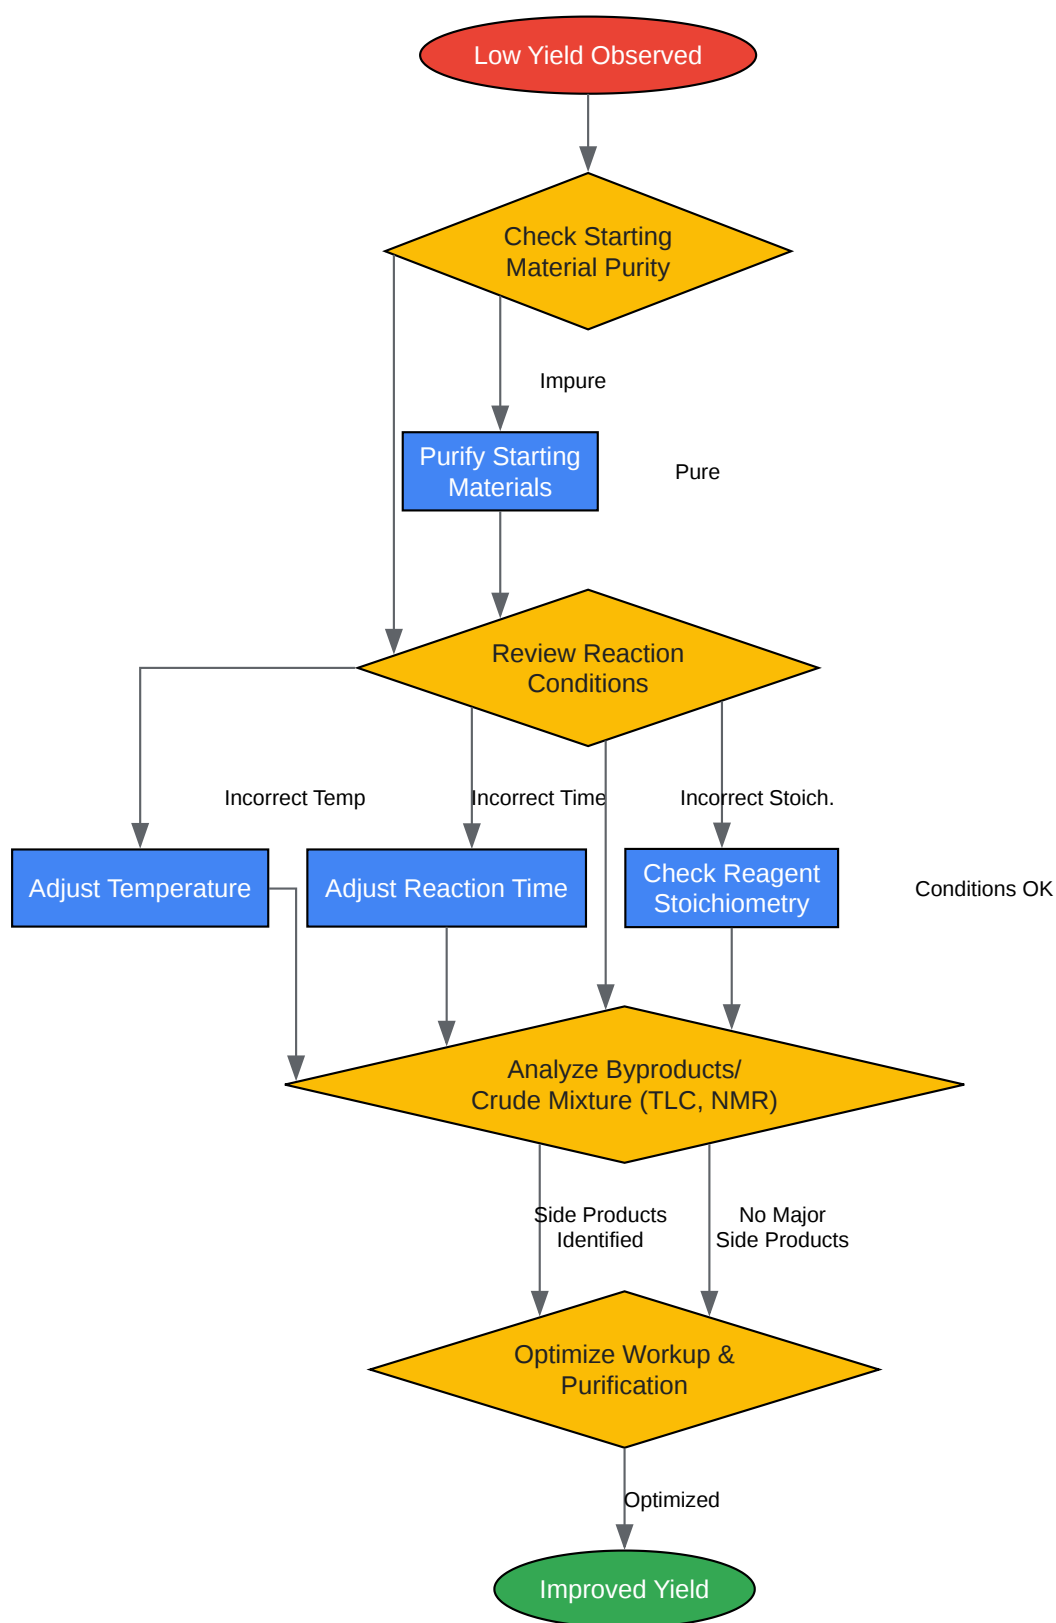 Low Yield Observed
Check Starting
Material Purity
Impure
Purify Starting
Materials
Pure
Review Reaction
Conditions
Incorrect Temp
Incorrect Time
Incorrect Stoich.
Adjust Temperature
Adjust Reaction Time
Check Reagent
Stoichiometry
Conditions OK
Analyze Byproducts/
Crude Mixture (TLC, NMR)
Side Products
Identified
No Major
Side Products
Optimize Workup &
Purification
Optimized
Improved Yield